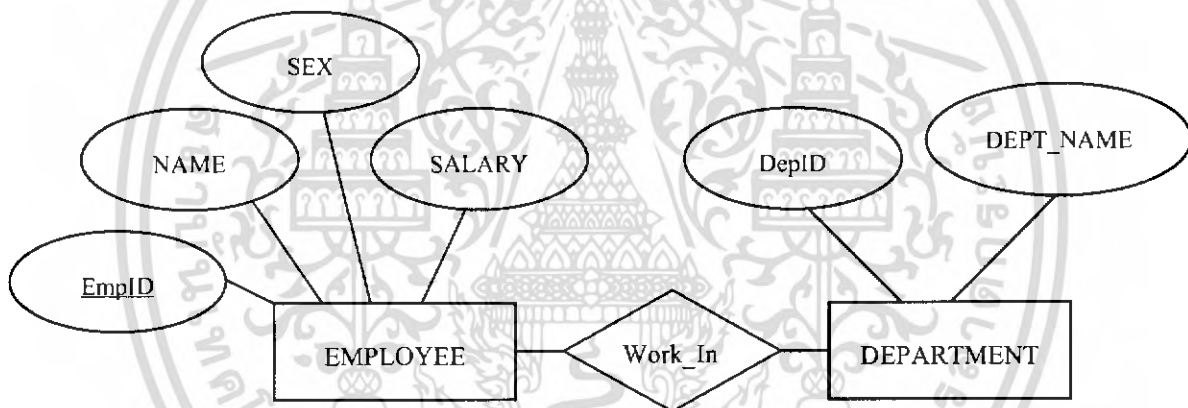 SEX
NAME
SALARY
DepID
DEPT_NAME
EmpID
EMPLOYEE
Work_In
DEPARTMENT